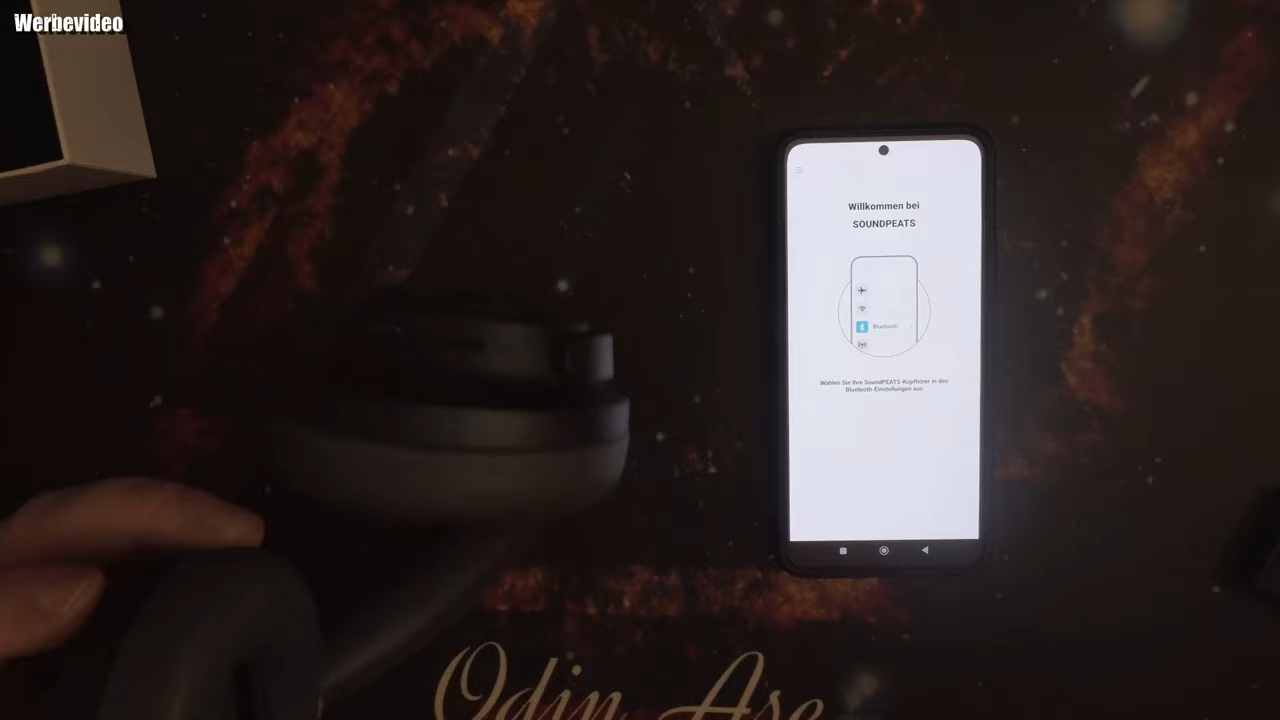 Werbevideo
Willkommen bei
SOUNDPEATS
Bluetooth
Wählen Sie Ihre SoundPEATS-Kopfhörer in den
Bluetooth-Einstellungen aus
Odin Ase